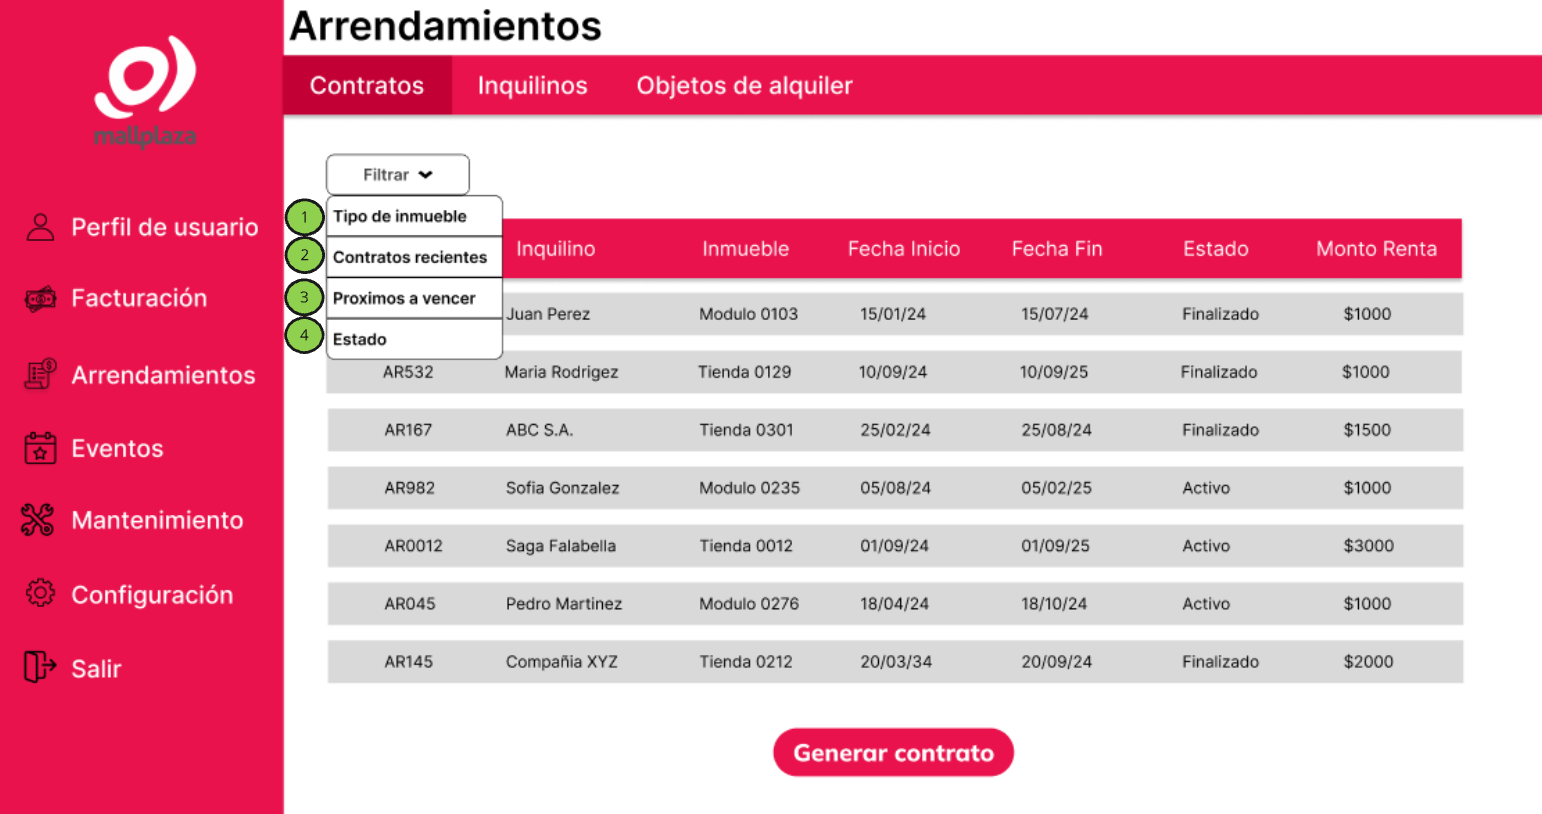 Arrendamientos
mallplaza
Contratos Inquilinos Objetos de alquiler
Perfil de usuario
Facturación
Arrendamientos
Eventos
Mantenimiento
Configuración
Salir
Filtrar
1 Tipo de inmueble
2 Contratos recientes
3 Proximos a vencer
4 Estado
Inquilino Inmueble Fecha Inicio Fecha Fin Estado Monto Renta
Juan Perez Modulo 0103 15/01/24 15/07/24 Finalizado $1000
AR532 Maria Rodrigez Tienda 0129 10/09/24 10/09/25 Finalizado $1000
AR167 ABC S.A. Tienda 0301 25/02/24 25/08/24 Finalizado $1500
AR982 Sofia Gonzalez Modulo 0235 05/08/24 05/02/25 Activo $1000
AR0012 Saga Falabella Tienda 0012 01/09/24 01/09/25 Activo $3000
AR045 Pedro Martinez Modulo 0276 18/04/24 18/10/24 Activo $1000
AR145 Compañia XYZ Tienda 0212 20/03/34 20/09/24 Finalizado $2000
Generar contrato